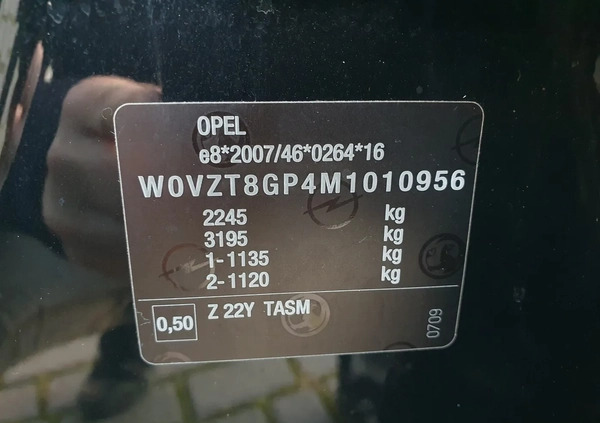 OPEL
e8*2007/46*0264*16
W0VZT8GP4M1010956
2245 kg
3195 kg
1-1135 kg
2-1120 kg
0,50 Z 22Y TASM
0709